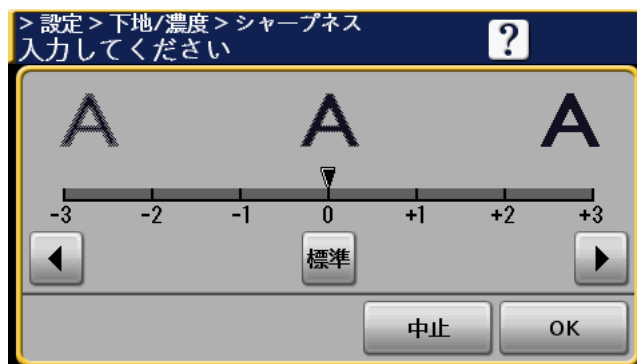 > 設定 > 下地/濃度 > シャープネス
入力してください
?
A A A
-3 -2 -1 0 +1 +2 +3
標準
中止 OK